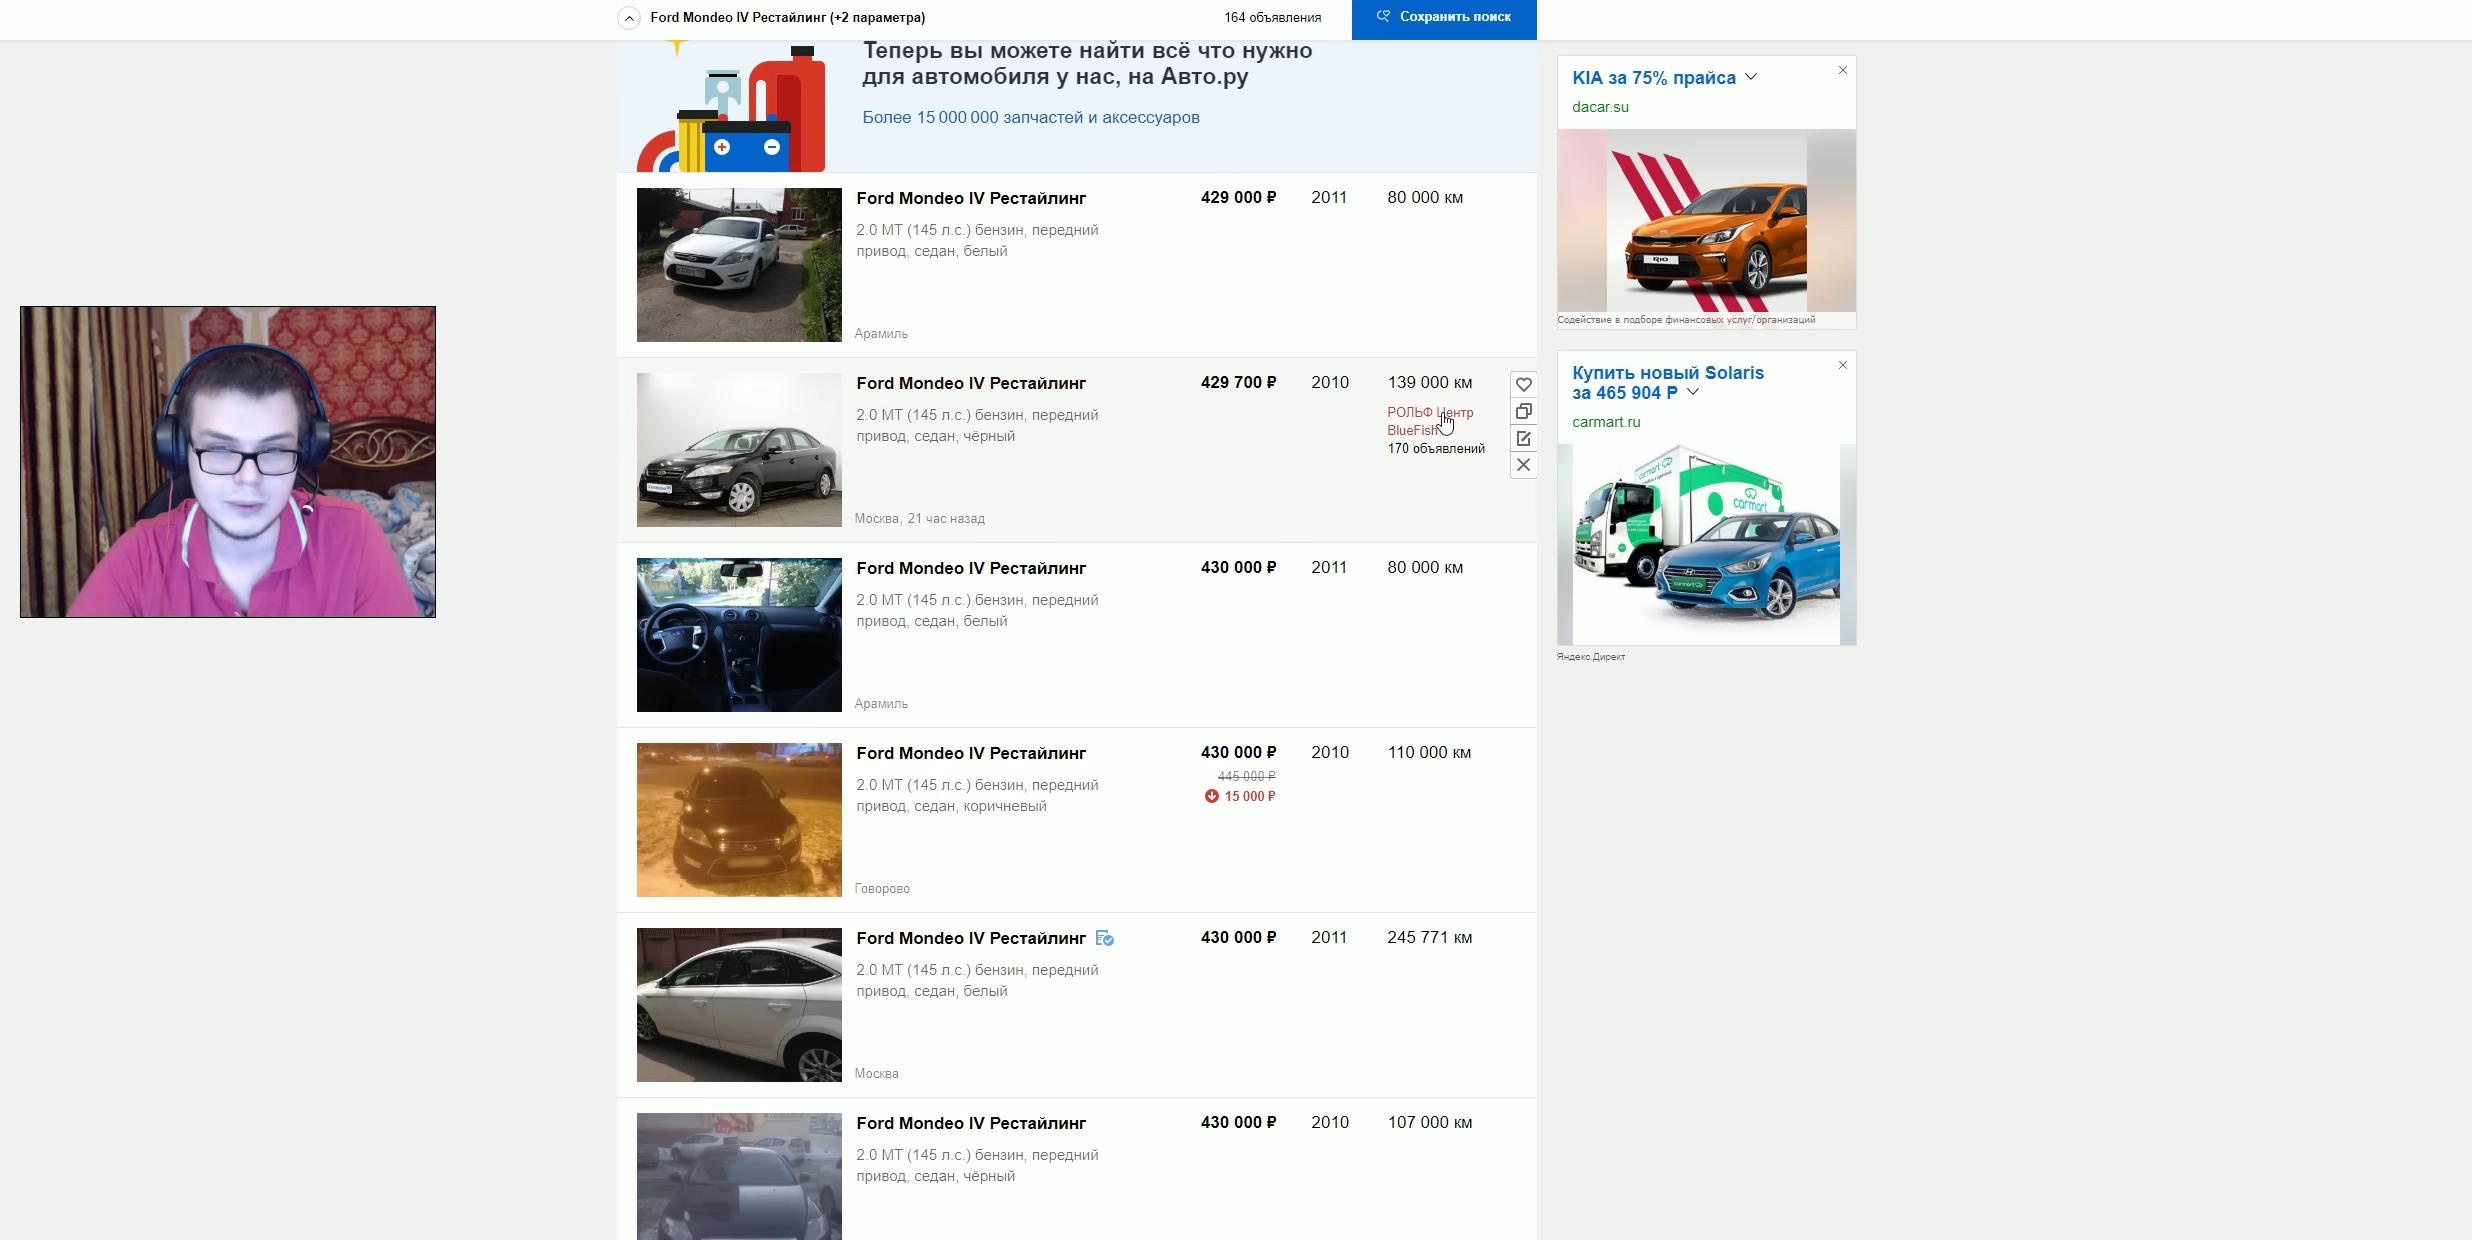 Ford Mondeo IV Рестайлинг (+2 параметра)
164 объявления
Сохранить поиск
Теперь вы можете найти всё что нужно
для автомобиля у нас, на Авто.ру
Более 15 000 000 запчастей и аксессуаров
Ford Mondeo IV Рестайлинг
429 000 ₽
2011
80 000 км
2.0 MT (145 л.с.) бензин, передний
привод, седан, белый
Арамиль
Ford Mondeo IV Рестайлинг
429 700 ₽
2010
139 000 км
2.0 MT (145 л.с.) бензин, передний
привод, седан, чёрный
РОЛЬФ Центр
BlueFish
170 объявлений
Москва, 21 час назад
Ford Mondeo IV Рестайлинг
430 000 ₽
2011
80 000 км
2.0 MT (145 л.с.) бензин, передний
привод, седан, белый
Арамиль
Ford Mondeo IV Рестайлинг
430 000 ₽
2010
110 000 км
445 000 ₽
15 000 ₽
2.0 MT (145 л.с.) бензин, передний
привод, седан, коричневый
Говорово
Ford Mondeo IV Рестайлинг
430 000 ₽
2011
245 771 км
2.0 MT (145 л.с.) бензин, передний
привод, седан, белый
Москва
Ford Mondeo IV Рестайлинг
430 000 ₽
2010
107 000 км
2.0 MT (145 л.с.) бензин, передний
привод, седан, чёрный
KIA за 75% прайса
dacar.su
RIO
Содействие в подборе финансовых услуг/организаций
Купить новый Solaris
за 465 904 Р
carmart.ru
carmart
carmart
carmart
Яндекс.Директ